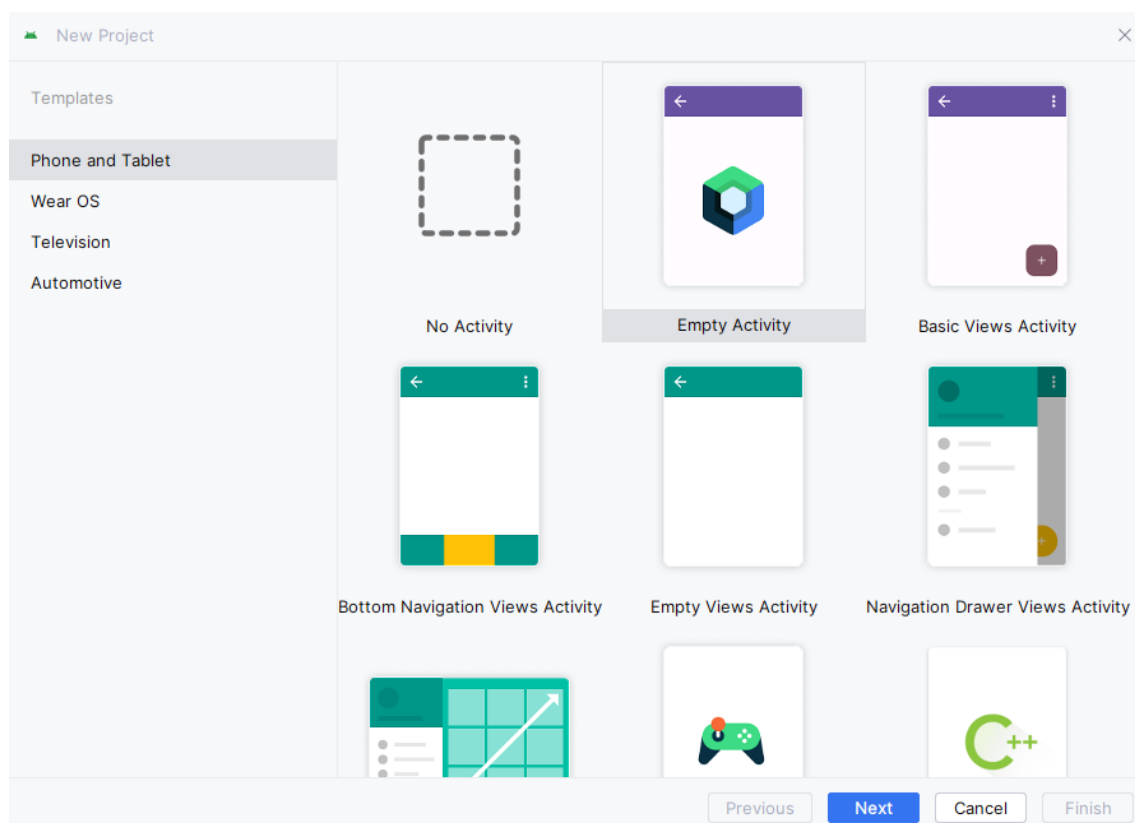 New Project
Templates
Phone and Tablet
Wear OS
Television
Automotive
No Activity
Empty Activity
Basic Views Activity
Bottom Navigation Views Activity
Empty Views Activity
Navigation Drawer Views Activity
C++
Previous
Next
Cancel
Finish